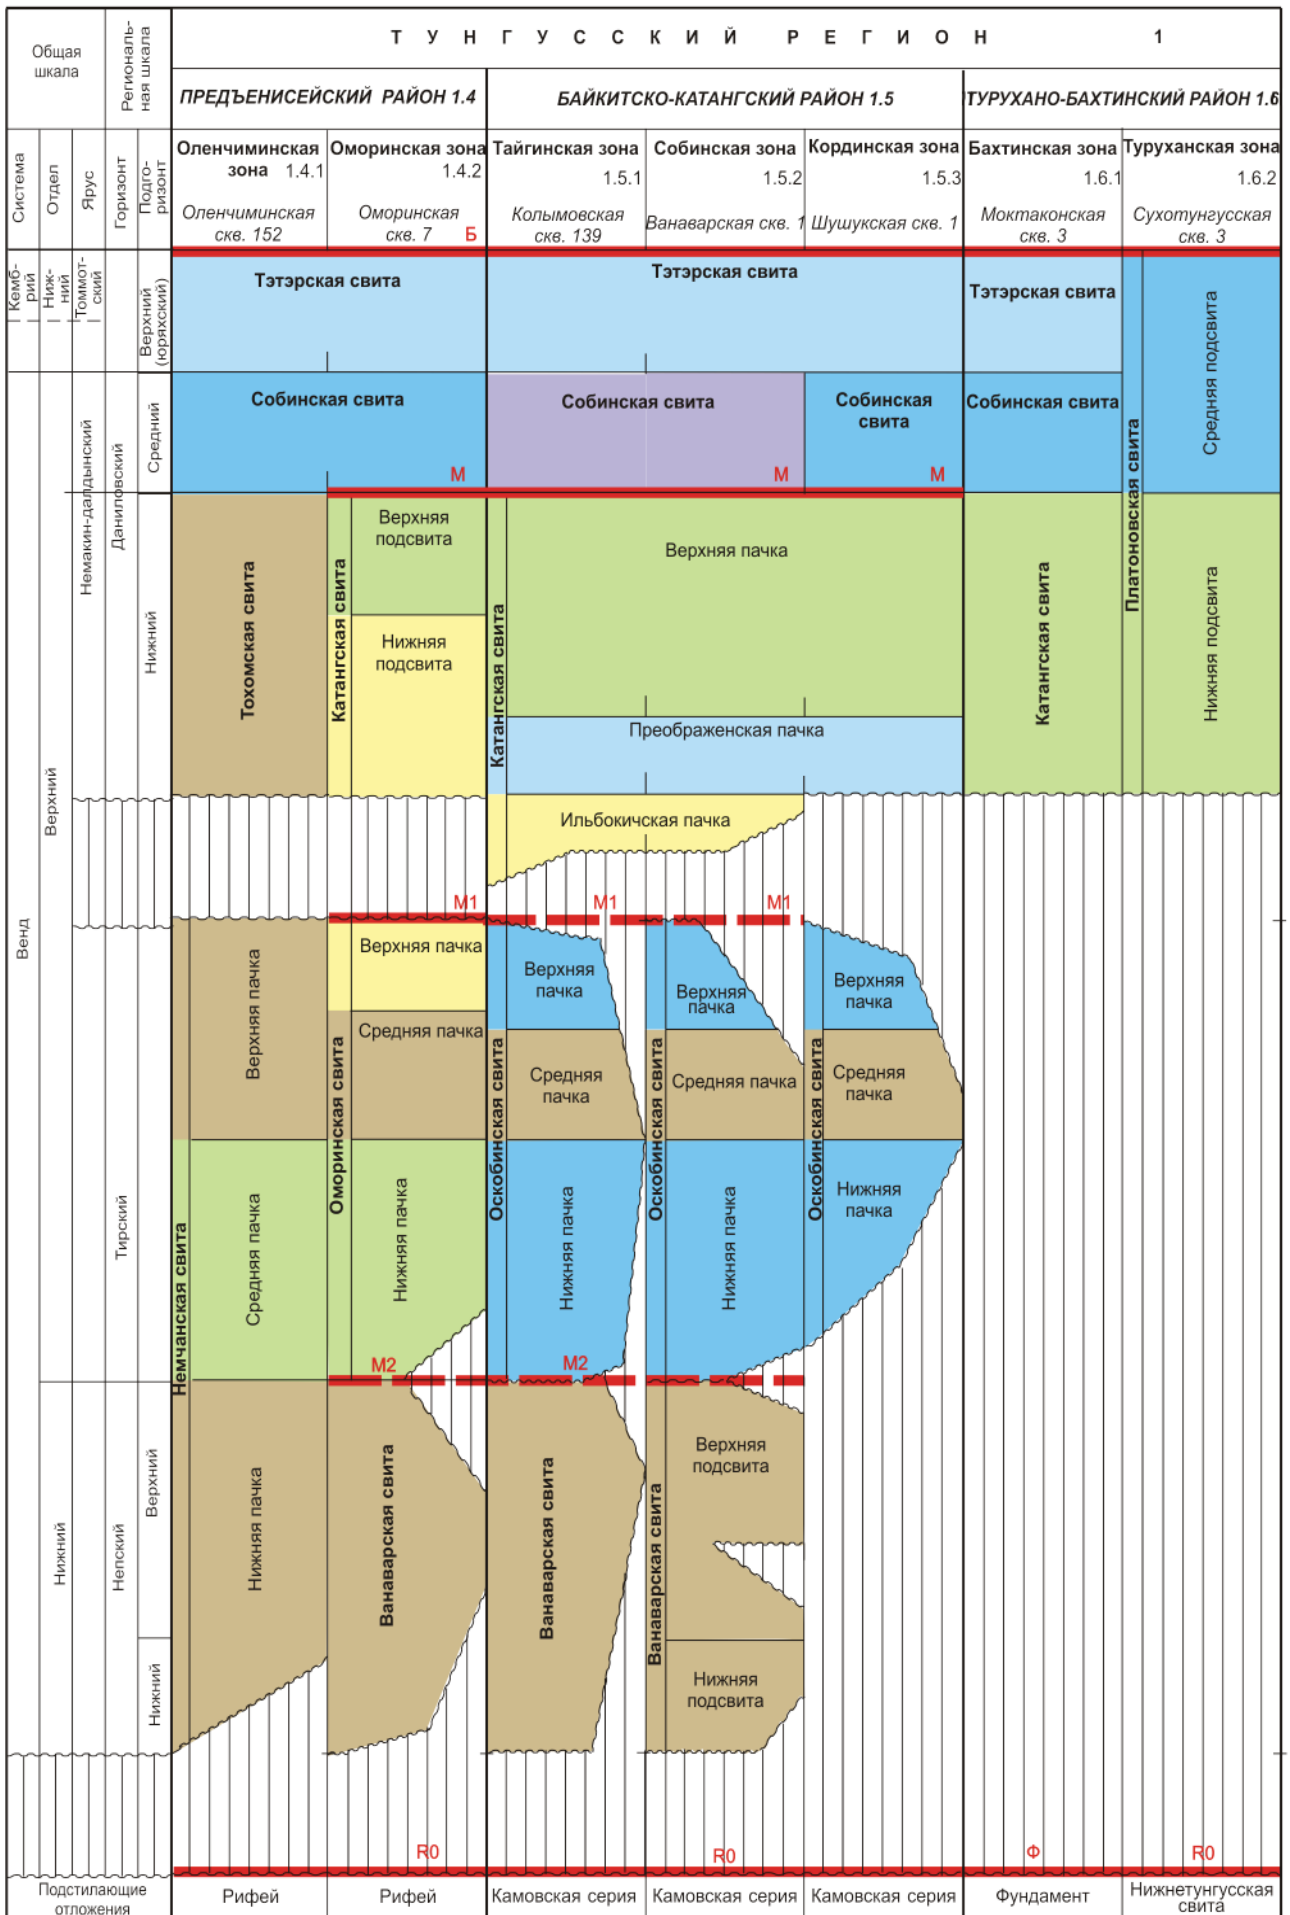 Общая
шкала
Региональ-
ная шкала
ТУНГУССКИЙ РЕГИОН 1
ПРЕДЪЕНИСЕЙСКИЙ РАЙОН 1.4
БАЙКИТСКО-КАТАНГСКИЙ РАЙОН 1.5
ТУРУХАНО-БАХТИНСКИЙ РАЙОН 1.6
Система
Отдел
Ярус
Горизонт
Подго-
ризонт
Оленчиминская
зона 1.4.1
Оленчиминская
скв. 152
Оморинская зона
1.4.2
Оморинская
скв. 7
Б
Тайгинская зона
1.5.1
Колымовская
скв. 139
Собинская зона
1.5.2
Ванаварская скв. 1
Кординская зона
1.5.3
Шушукская скв. 1
Бахтинская зона
1.6.1
Моктаконская
скв. 3
Туруханская зона
1.6.2
Сухотунгусская
скв. 3
Кемб-
рий
Ниж-
ний
Томмот-
ский
Верхний
(юряхский)
Тэтэрская свита
Тэтэрская свита
Тэтэрская свита
Платоновская свита
Средняя подсвита
Средний
Собинская свита
М
Собинская свита
М
Собинская
свита
М
Собинская свита
Венд
Верхний
Немакин-далдынский
Даниловский
Нижний
Тохомская свита
Катангская свита
Верхняя
подсвита
Нижняя
подсвита
Катангская свита
Верхняя пачка
Преображенская пачка
Ильбокичская пачка
Катангская свита
Нижняя подсвита
М1
М1
М1
Тирский
Немчанская свита
Верхняя пачка
Средняя пачка
Нижняя пачка
Оморинская свита
Верхняя пачка
Средняя пачка
Нижняя пачка
Оскобинская свита
Верхняя
пачка
Средняя
пачка
Нижняя пачка
Оскобинская свита
Верхняя
пачка
Средняя пачка
Нижняя пачка
Оскобинская свита
Верхняя
пачка
Средняя
пачка
Нижняя
пачка
М2
М2
Нижний
Непский
Верхний
Нижний
Ванаварская свита
Ванаварская свита
Ванаварская свита
Верхняя
подсвита
Нижняя
подсвита
R0
R0
Ф
R0
Подстилающие
отложения
Рифей
Рифей
Камовская серия
Камовская серия
Камовская серия
Фундамент
Нижнетунгусская
свита